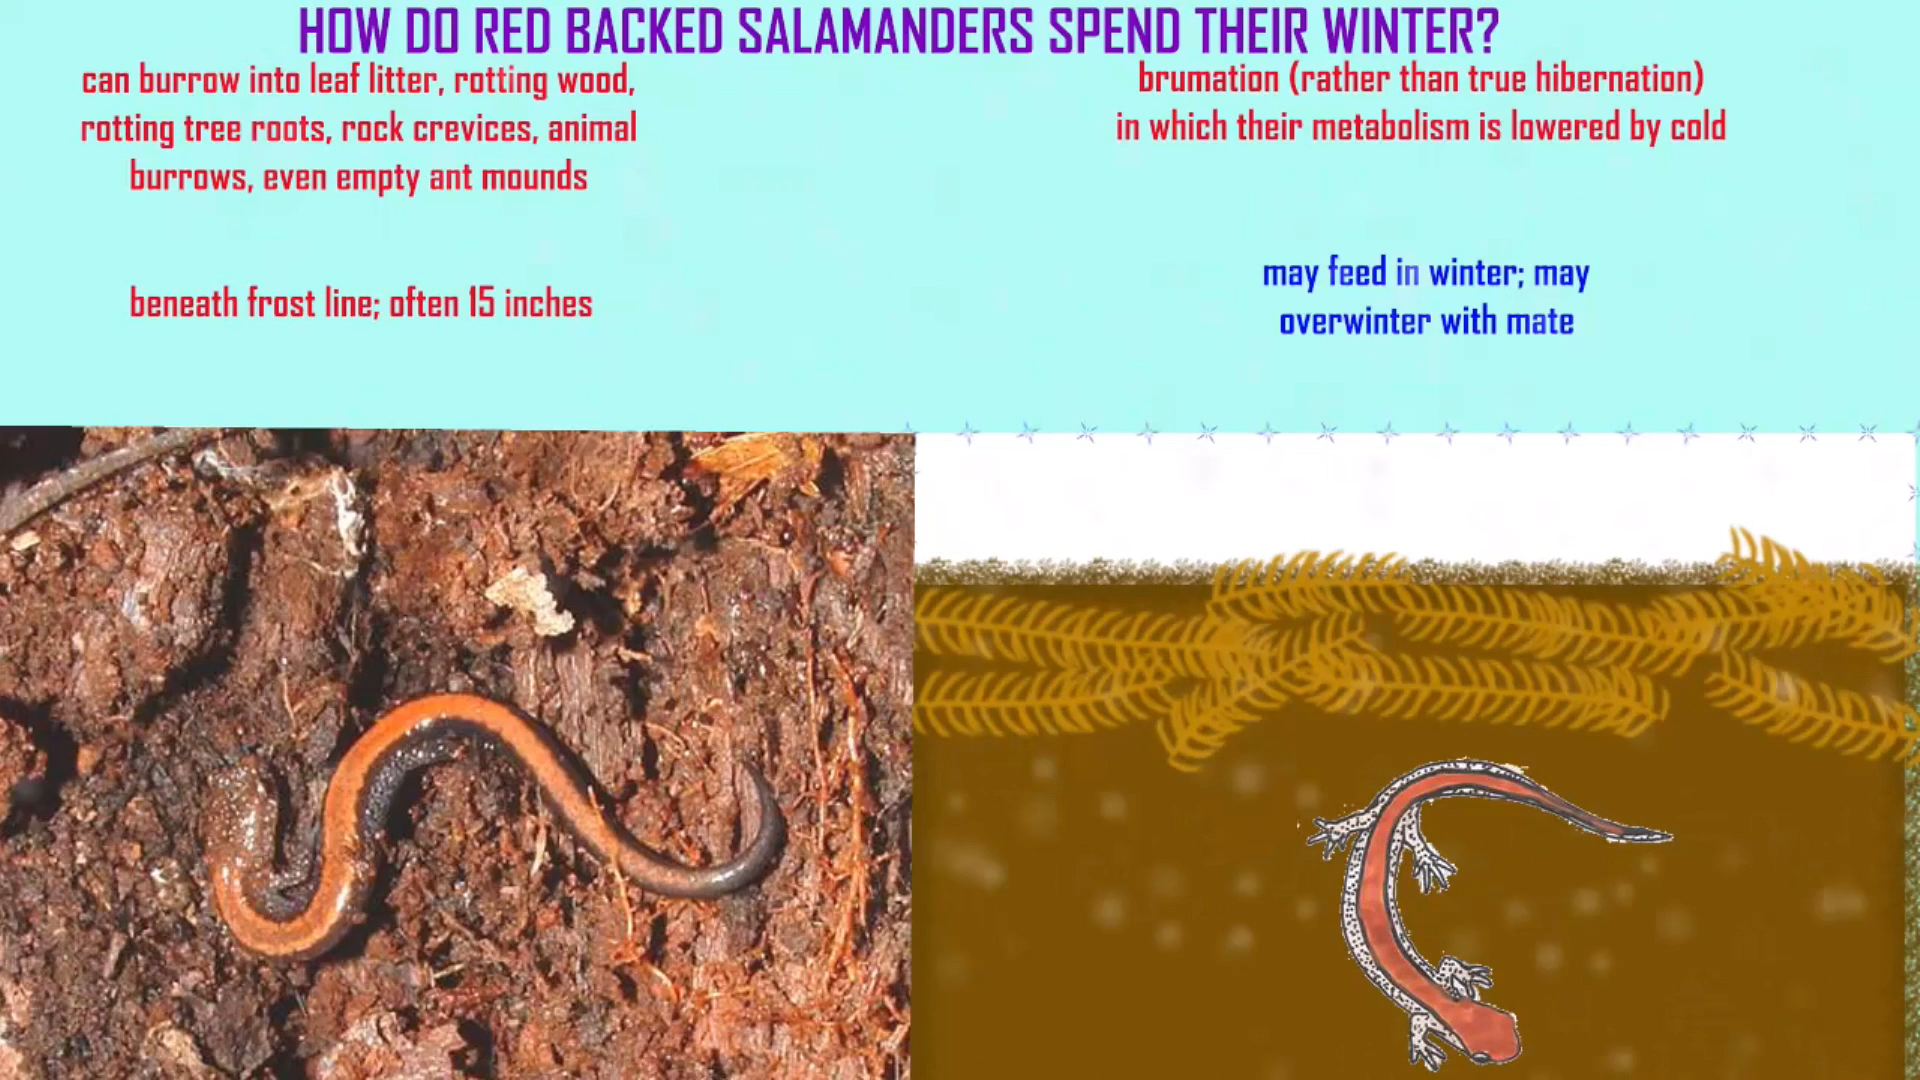 HOW DO RED BACKED SALAMANDERS SPEND THEIR WINTER?
can burrow into leaf litter, rotting wood,
rotting tree roots, rock crevices, animal
burrows, even empty ant mounds
beneath frost line; often 15 inches
brumation (rather than true hibernation)
in which their metabolism is lowered by cold
may feed in winter; may
overwinter with mate